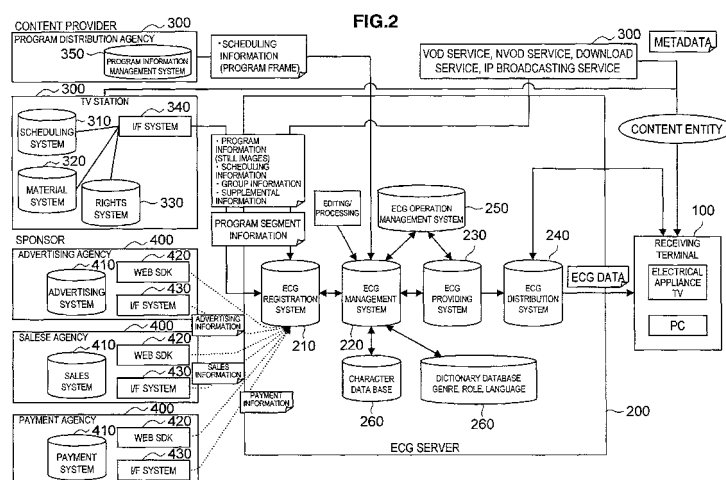 FIG.2
CONTENT PROVIDER
300
PROGRAM DISTRIBUTION AGENCY
350
PROGRAM INFORMATION
MANAGEMENT SYSTEM
• SCHEDULING
INFORMATION
(PROGRAM FRAME)
300
VOD SERVICE, NVOD SERVICE, DOWNLOAD
SERVICE, IP BROADCASTING SERVICE
METADATA
300
TV STATION
340
I/F SYSTEM
310
SCHEDULING
SYSTEM
320
MATERIAL
SYSTEM
RIGHTS
SYSTEM
330
• PROGRAM
INFORMATION
(STILL IMAGES)
• SCHEDULING
INFORMATION
• GROUP INFORMATION
• SUPPLEMENTAL
INFORMATION
PROGRAM SEGMENT
INFORMATION
EDITING/
PROCESSING
ECG OPERATION
MANAGEMENT SYSTEM
250
CONTENT ENTITY
ECG
REGISTRATION
SYSTEM
210
ECG
MANAGEMENT
SYSTEM
220
230
ECG
PROVIDING
SYSTEM
240
ECG
DISTRIBUTION
SYSTEM
ECG DATA
100
RECEIVING
TERMINAL
ELECTRICAL
APPLIANCE
TV
PC
SPONSOR
400
ADVERTISING AGENCY
420
410
WEB SDK
ADVERTISING
SYSTEM
430
I/F SYSTEM
ADVERTISING
INFORMATION
400
SALESE AGENCY
420
410
WEB SDK
SALES
SYSTEM
430
I/F SYSTEM
SALES
INFORMATION
400
PAYMENT AGENCY
420
410
WEB SDK
PAYMENT
SYSTEM
430
I/F SYSTEM
PAYMENT
INFORMATION
CHARACTER
DATA BASE
260
DICTIONARY DATABASE
GENRE, ROLE, LANGUAGE
260
200
ECG SERVER